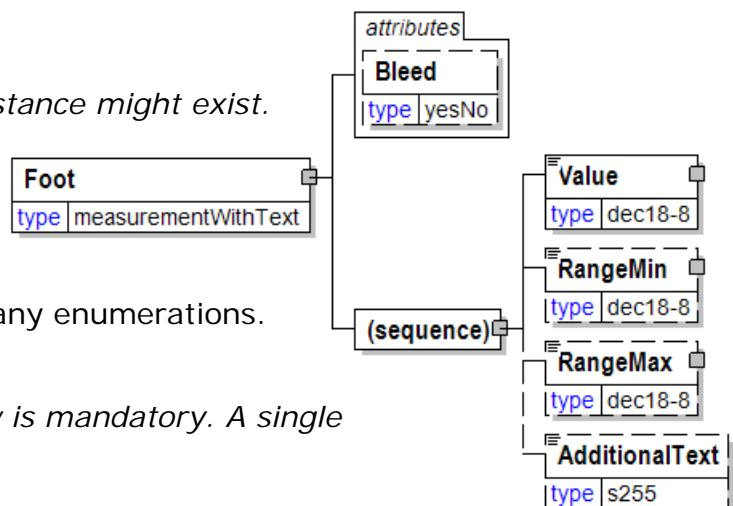 stance might exist.
any enumerations.
y is mandatory. A single
Foot
type measurementWithText
attributes
Bleed
type yesNo
(sequence)
Value
type dec18-8
RangeMin
type dec18-8
RangeMax
type dec18-8
AdditionalText
type s255